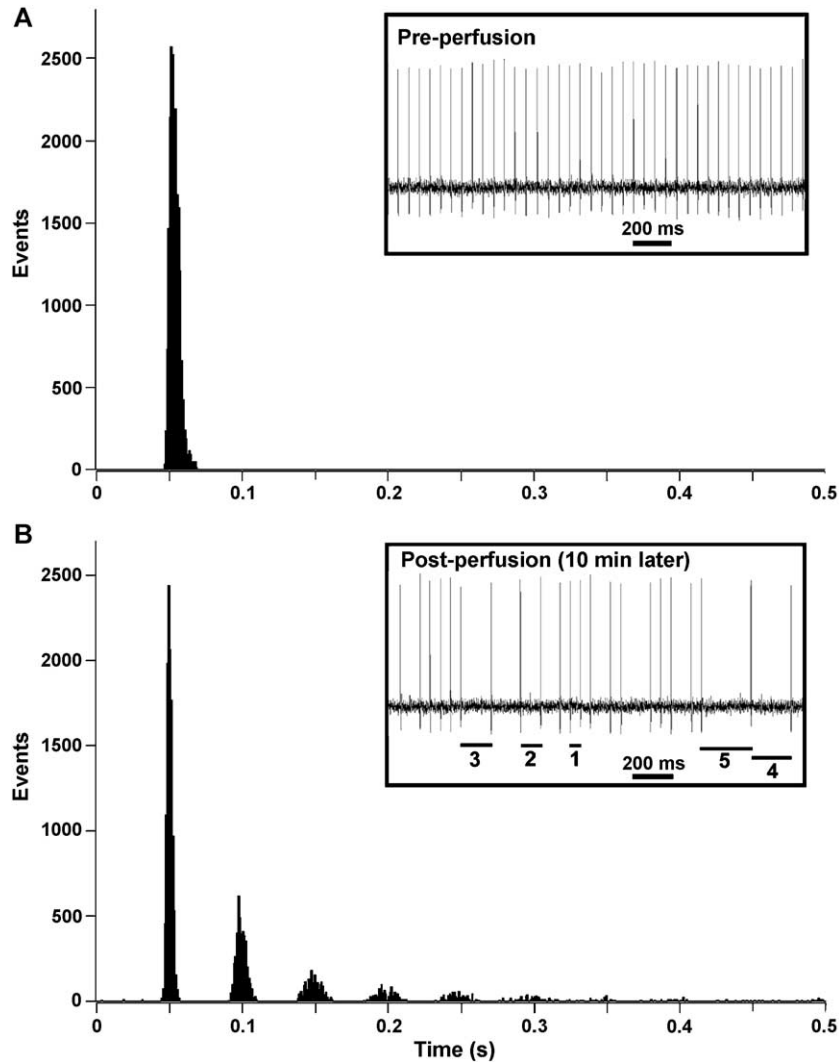 A
Events
2500
2000
1500
1000
500
0
0 0.1 0.2 0.3 0.4 0.5
Pre-perfusion
200 ms
B
Events
2500
2000
1500
1000
500
0
0 0.1 0.2 0.3 0.4 0.5
Time (s)
Post-perfusion (10 min later)
3 2 1 200 ms 5 4